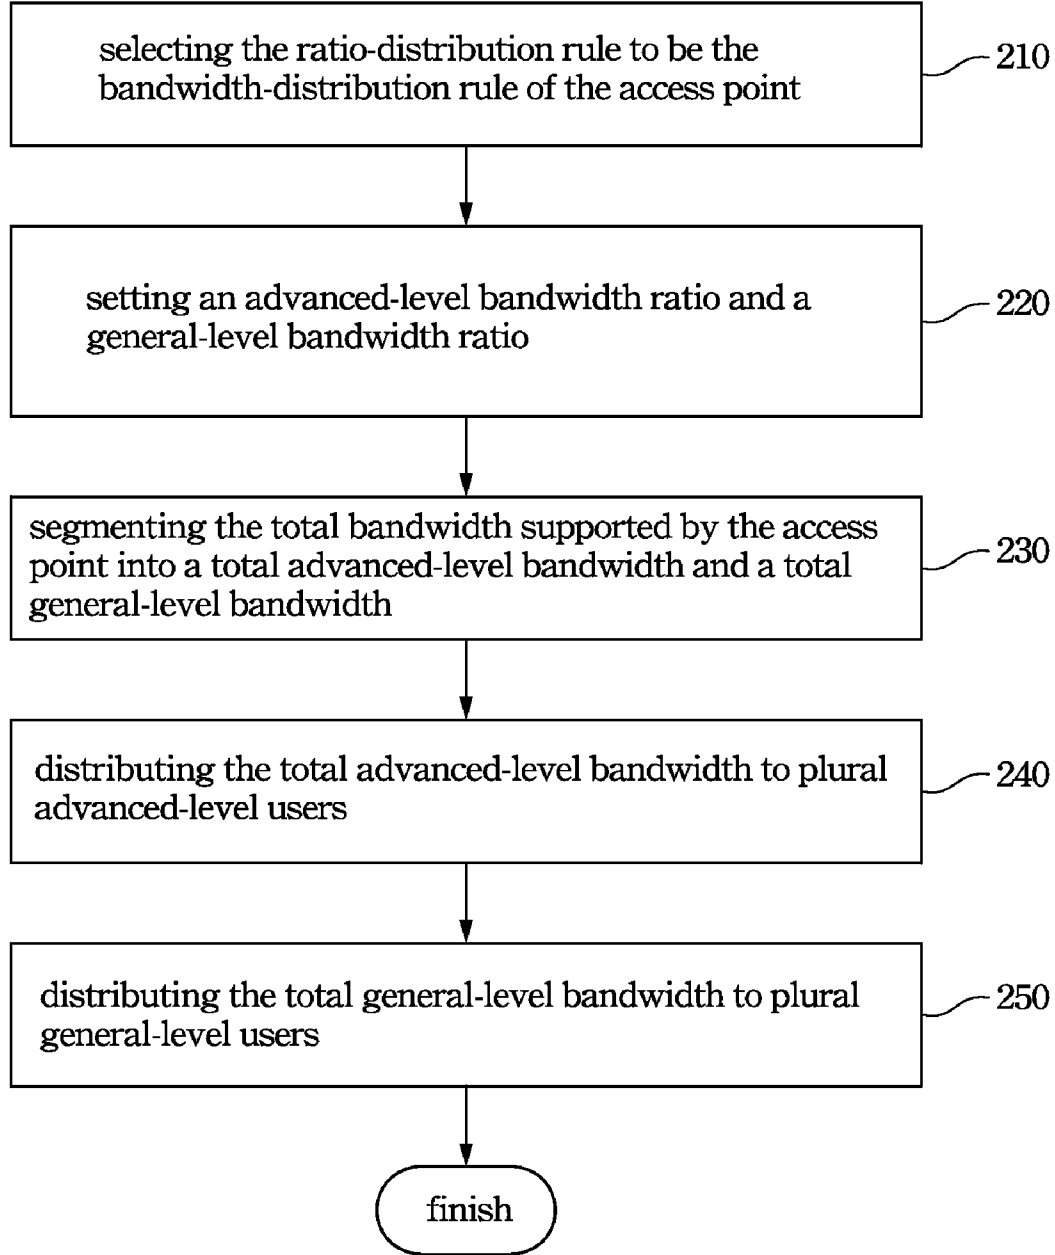 selecting the ratio-distribution rule to be the
bandwidth-distribution rule of the access point
210
setting an advanced-level bandwidth ratio and a
general-level bandwidth ratio
220
segmenting the total bandwidth supported by the access
point into a total advanced-level bandwidth and a total
general-level bandwidth
230
distributing the total advanced-level bandwidth to plural
advanced-level users
240
distributing the total general-level bandwidth to plural
general-level users
250
finish